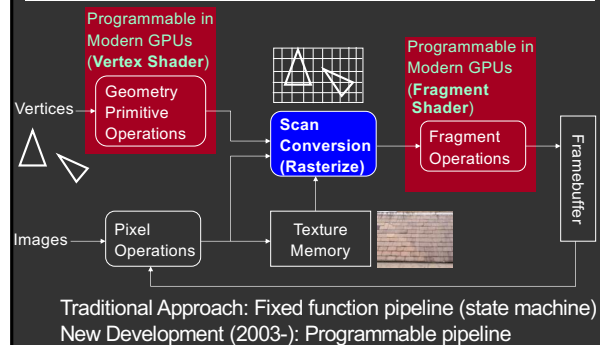 Programmable in
Modern GPUs
(Vertex Shader)
Programmable in
Modern GPUs
(Fragment
Shader)
Vertices
Geometry
Primitive
Operations
Scan
Conversion
(Rasterize)
Fragment
Operations
Framebuffer
Images
Pixel
Operations
Texture
Memory
Traditional Approach: Fixed function pipeline (state machine)
New Development (2003-): Programmable pipeline